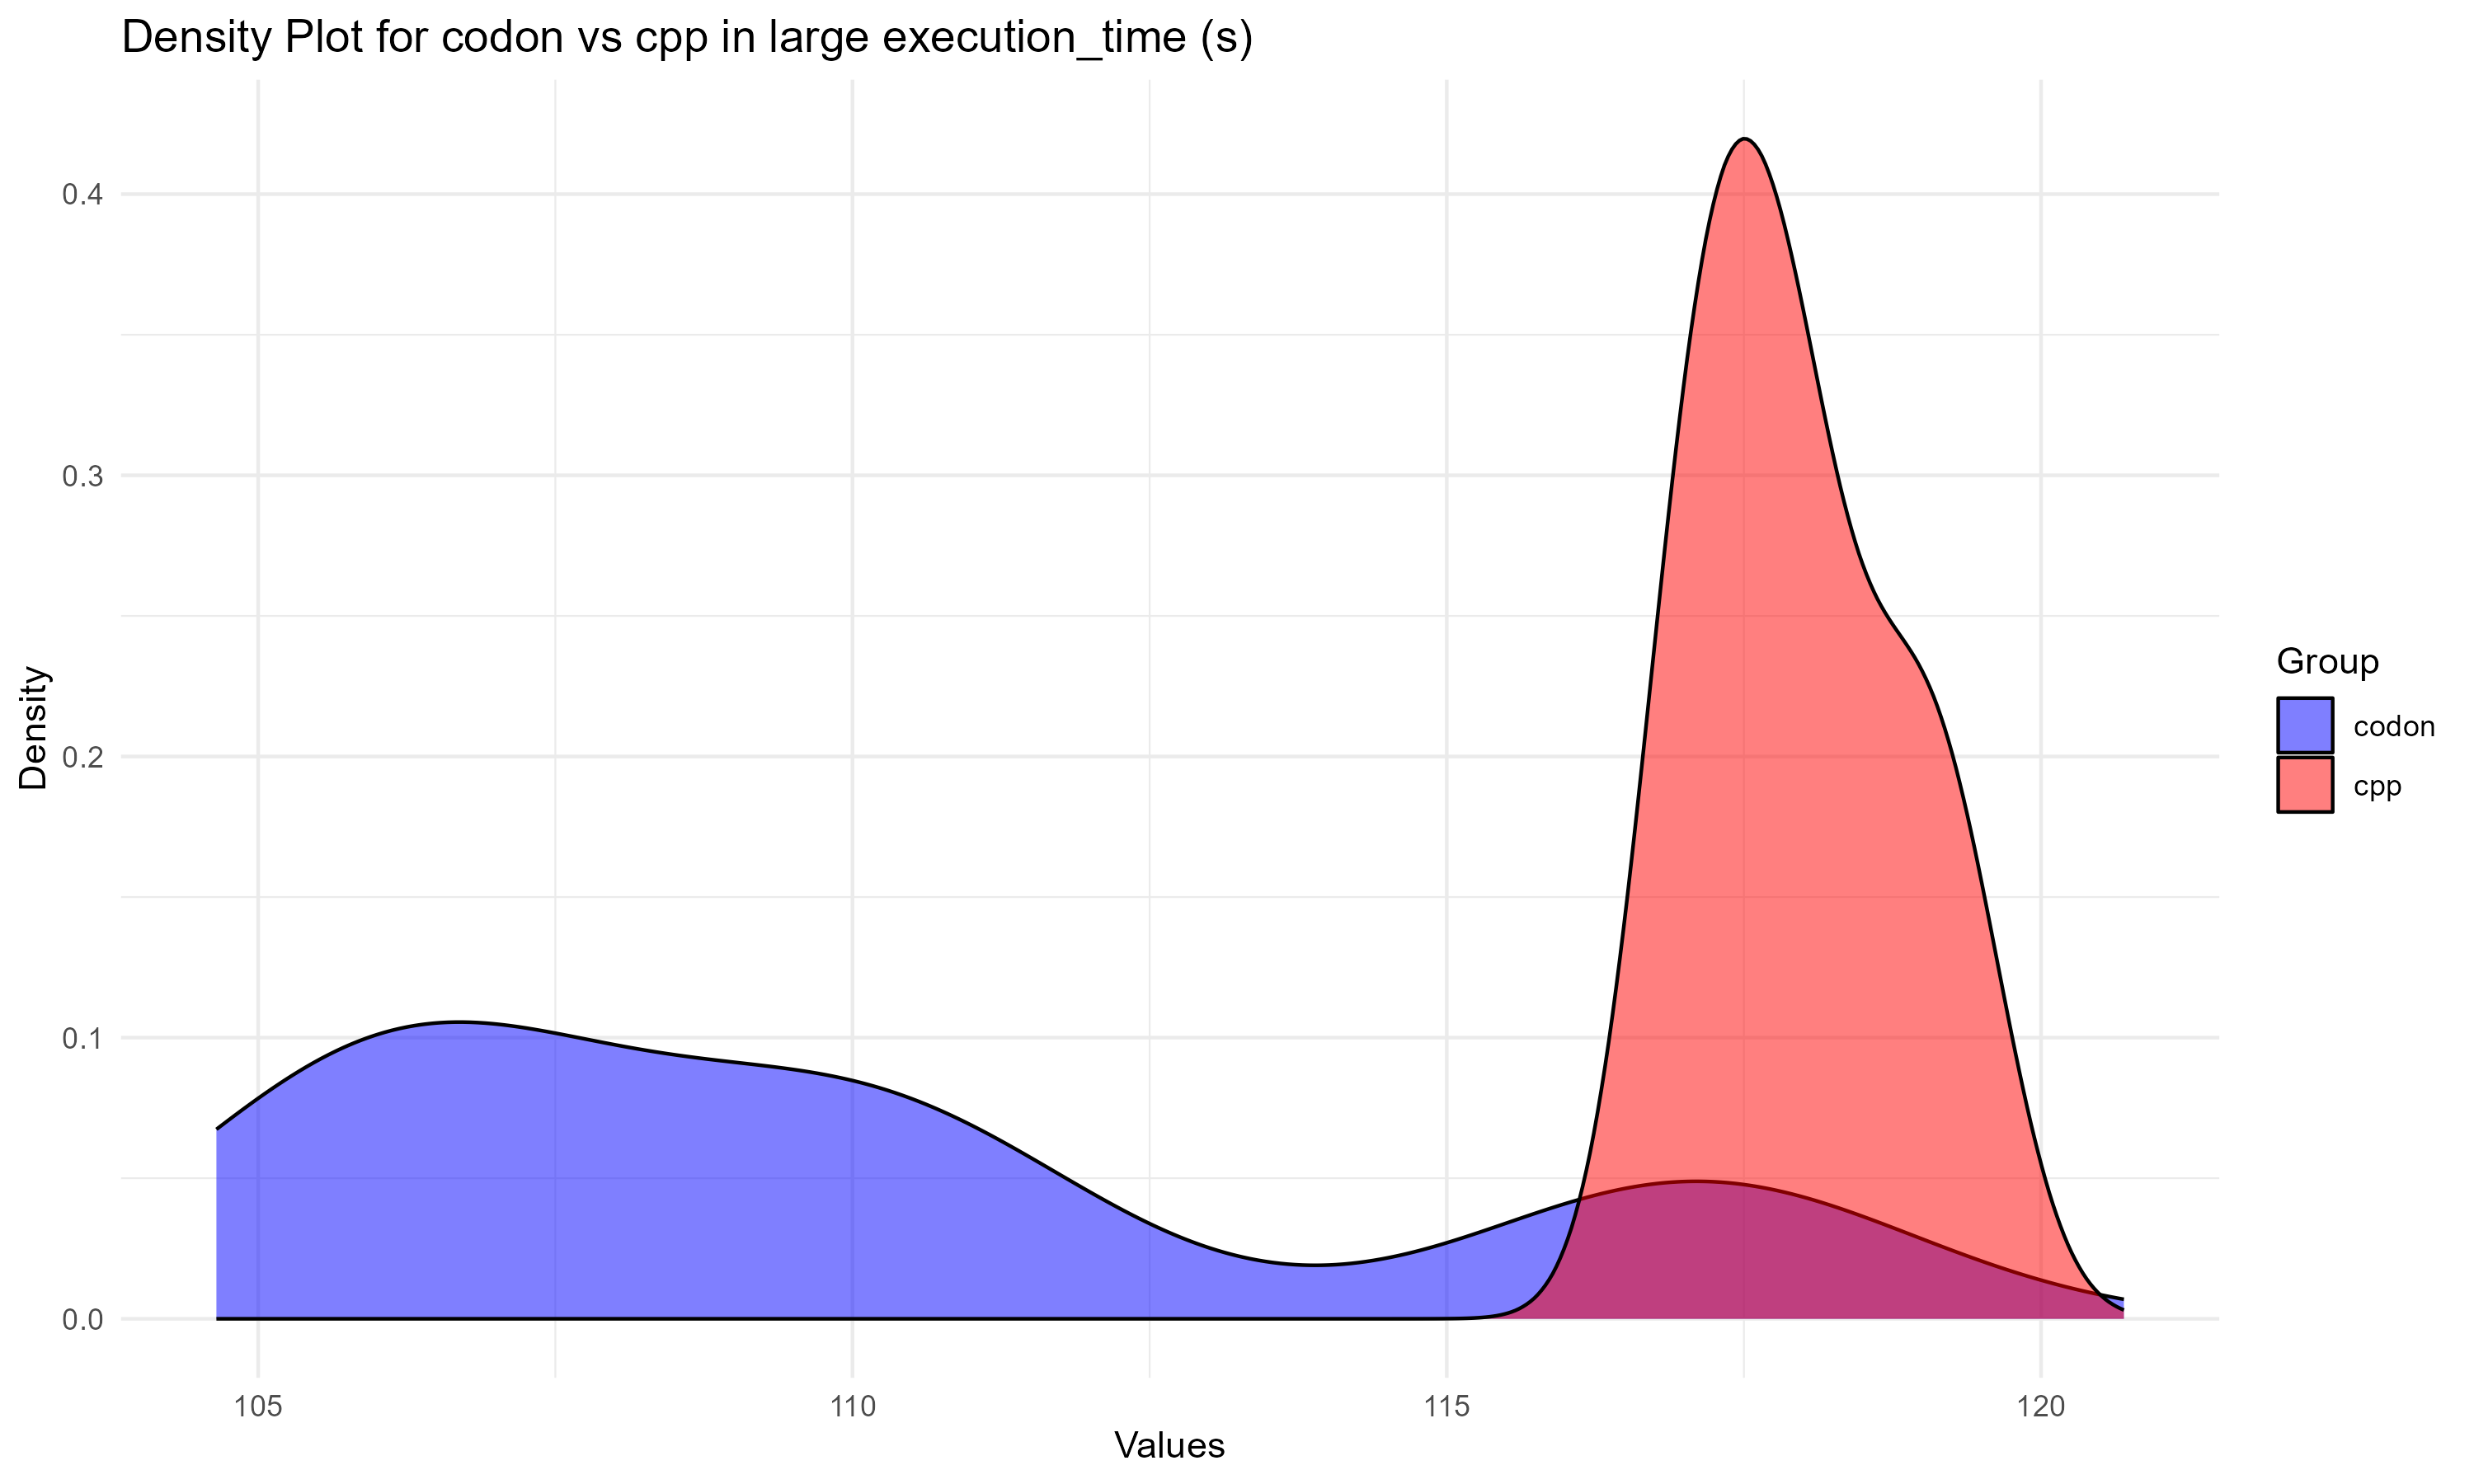 Density Plot for codon vs cpp in large execution_time (s)
0.4
0.3
0.2
0.1
0.0
Density
105
110
115
120
Values
Group
codon
cpp